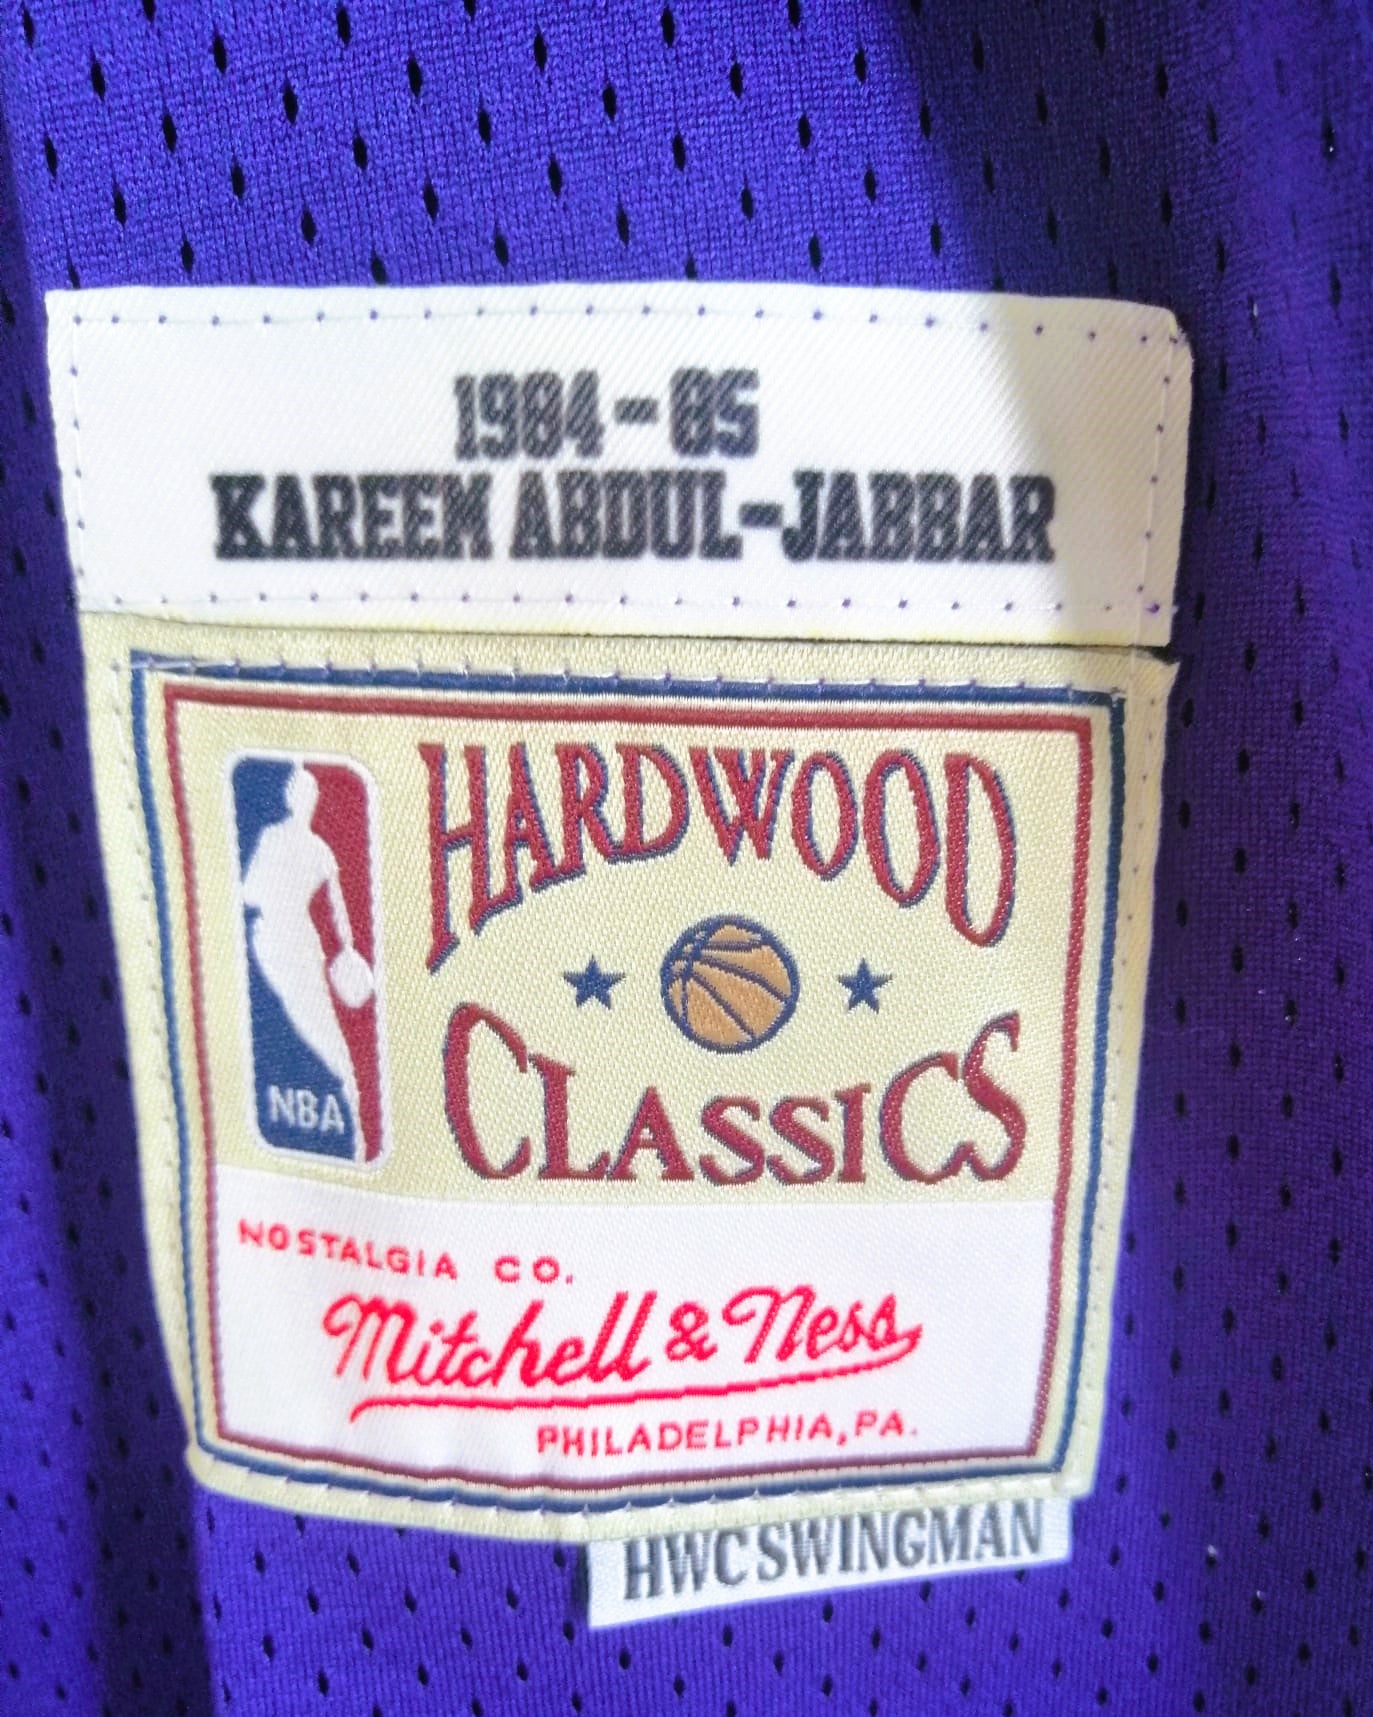 1984-85
KAREEM ABDUL-JABBAR
HARDWOOD
CLASSICS
NBA
NOSTALGIA CO.
Mitchell & Ness
PHILADELPHIA, PA.
HWC SWINGMAN